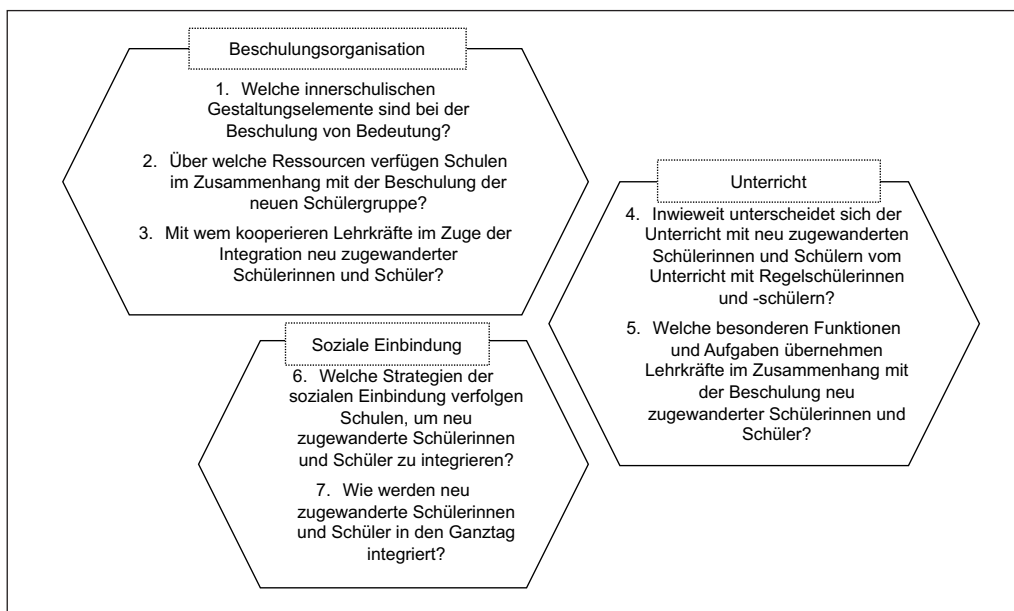 Beschulungsorganisation
1. Welche innerschulischen
Gestaltungselemente sind bei der
Beschulung von Bedeutung?
2. Über welche Ressourcen verfügen Schulen
im Zusammenhang mit der Beschulung der
neuen Schülergruppe?
3. Mit wem kooperieren Lehrkräfte im Zuge der
Integration neu zugewanderter
Schülerinnen und Schüler?
Unterricht
4. Inwieweit unterscheidet sich der
Unterricht mit neu zugewanderten
Schülerinnen und Schülern vom
Unterricht mit Regelschülerinnen
und -schülern?
5. Welche besonderen Funktionen
und Aufgaben übernehmen
Lehrkräfte im Zusammenhang mit
der Beschulung neu
zugewanderter Schülerinnen und
Schüler?
Soziale Einbindung
6. Welche Strategien der
sozialen Einbindung verfolgen
Schulen, um neu
zugewanderte Schülerinnen
und Schüler zu integrieren?
7. Wie werden neu
zugewanderte Schülerinnen
und Schüler in den Ganztag
integriert?